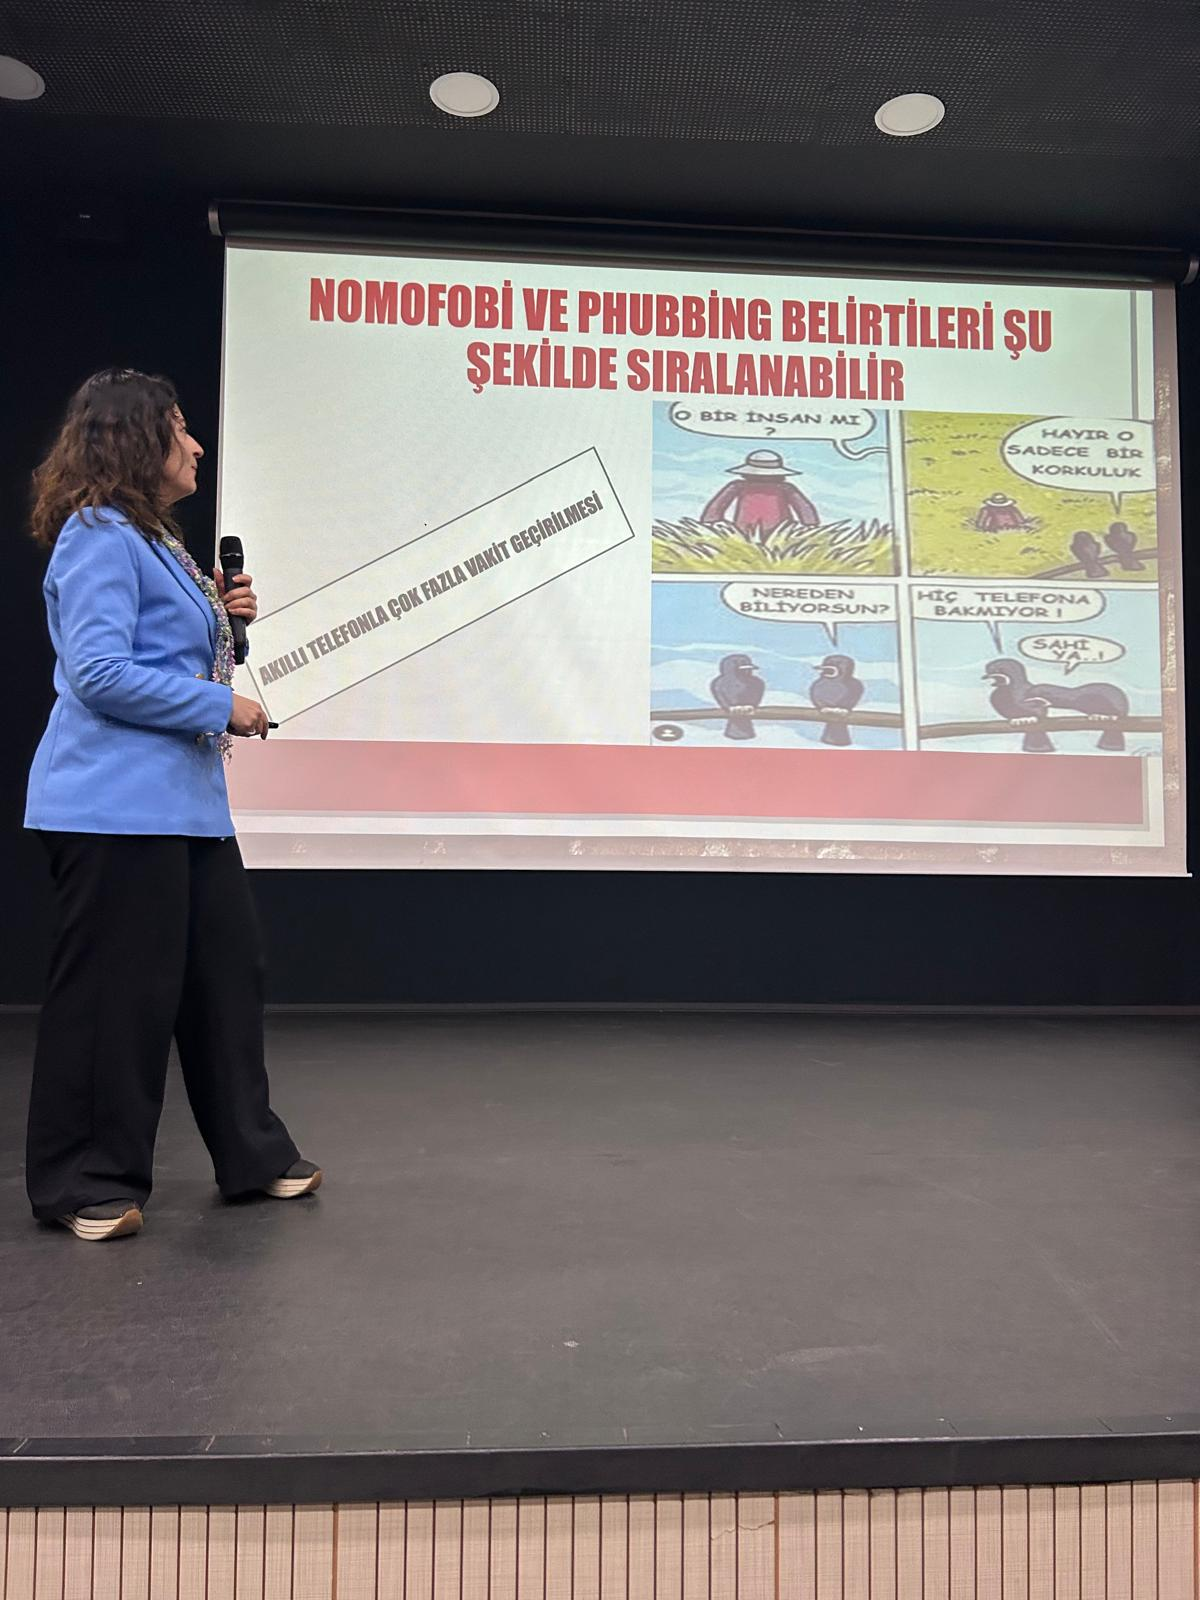 NOMOFOBİ VE PHUBBİNG BELİRTİLERİ ŞU
ŞEKİLDE SIRALANABİLİR
AKILLI TELEFONLA ÇOK FAZLA VAKİT GEÇİRİLMESİ
O BİR İNSAN MI
?
HAYIR O
SADECE BİR
KORKULUK
NEREDEN
BİLİYORSUN?
HİÇ TELEFONA
BAKMIYOR !
SAHİ
YA..!